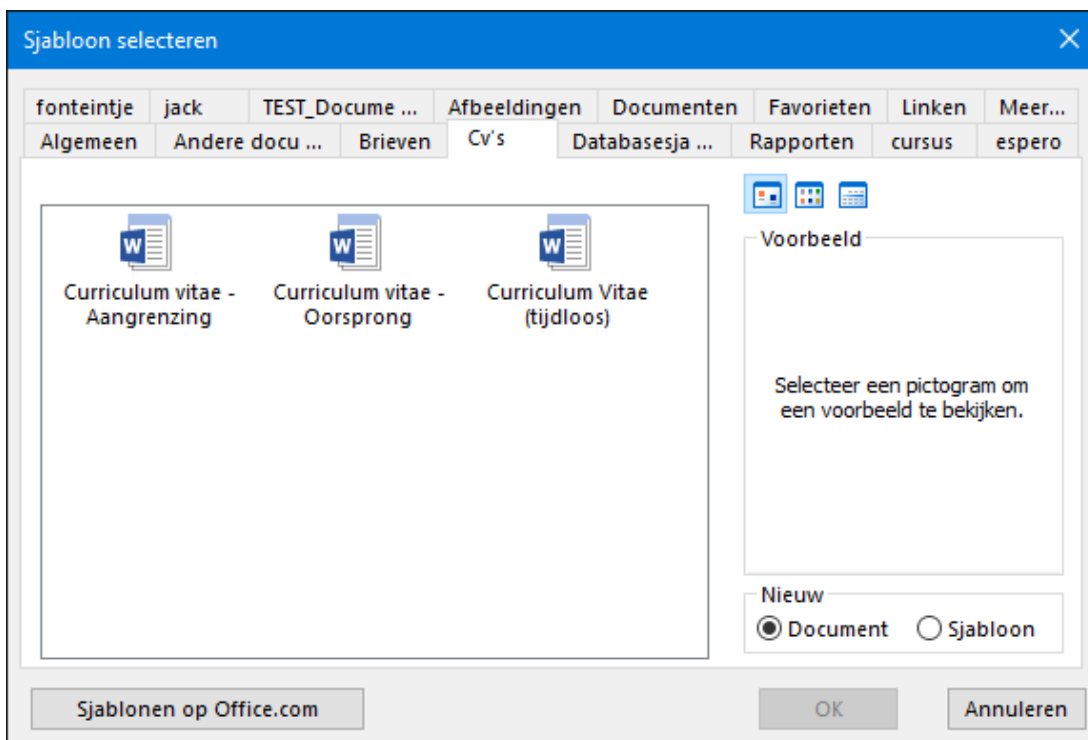 Sjabloon selecteren
fonteintje jack TEST_Docume ... Afbeeldingen Documenten Favorieten Linken Meer...
Algemeen Andere docu ... Brieven Cv's Databasesja ... Rapporten cursus espero
Curriculum vitae - Aangrenzing
Curriculum vitae - Oorsprong
Curriculum Vitae (tijdloos)
Voorbeeld
Selecteer een pictogram om
een voorbeeld te bekijken.
Nieuw
Document Sjabloon
Sjablonen op Office.com OK Annuleren